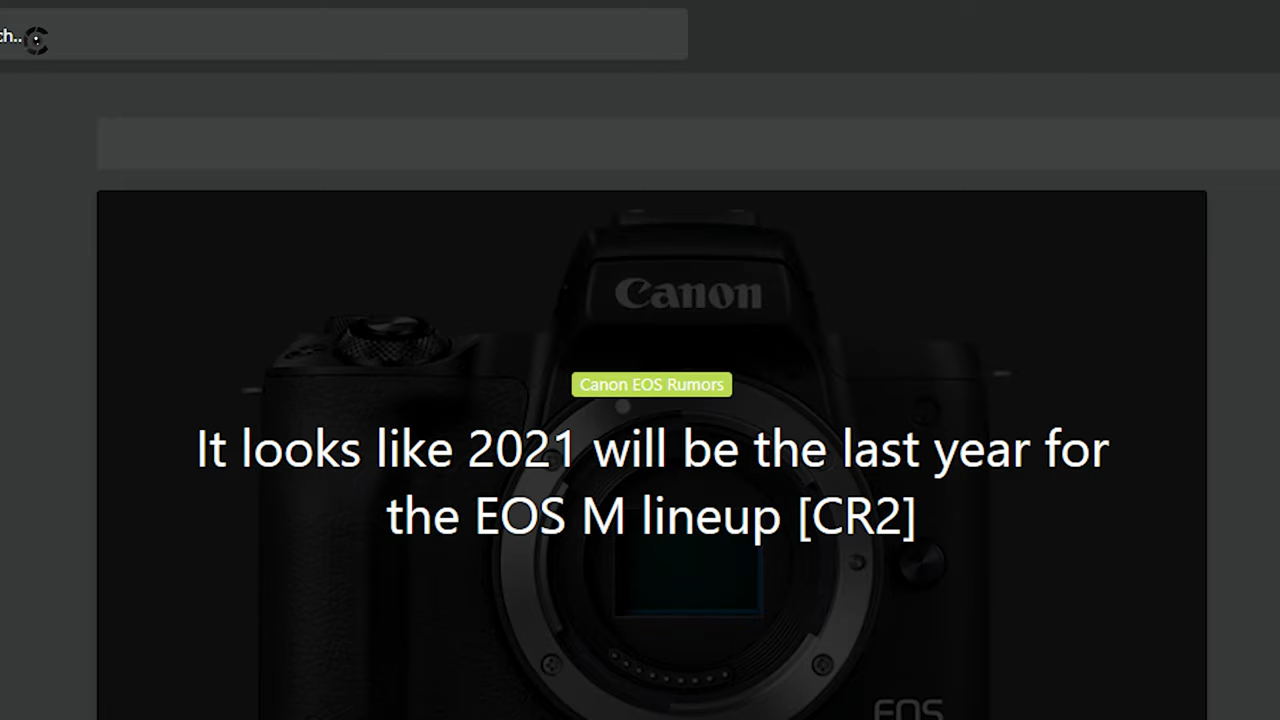 ch..
Canon
Canon EOS Rumors
It looks like 2021 will be the last year for
the EOS M lineup [CR2]
EOS